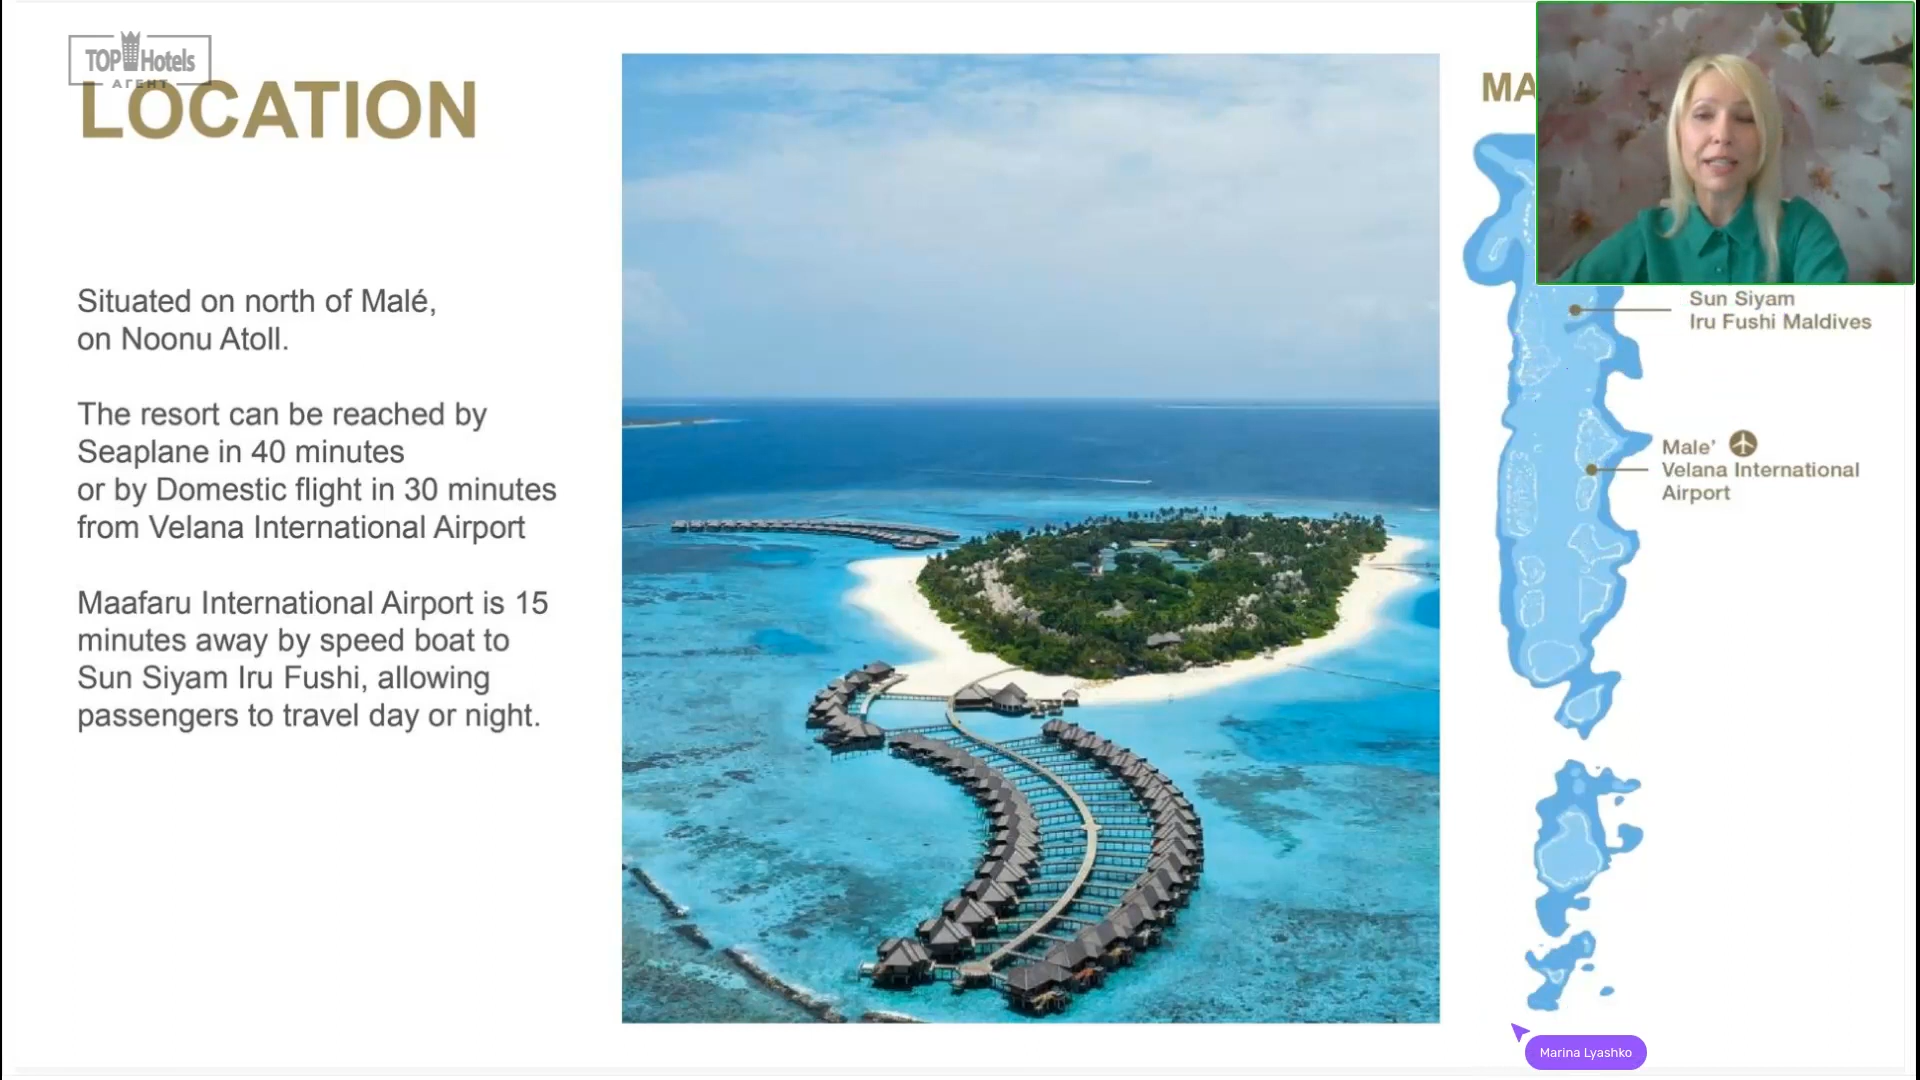 TOP Hotels
АГЕНТ
LOCATION
Situated on north of Malé,
on Noonu Atoll.
The resort can be reached by
Seaplane in 40 minutes
or by Domestic flight in 30 minutes
from Velana International Airport
Maafaru International Airport is 15
minutes away by speed boat to
Sun Siyam Iru Fushi, allowing
passengers to travel day or night.
MA
Sun Siyam
Iru Fushi Maldives
Male’
Velana International
Airport
Marina Lyashko